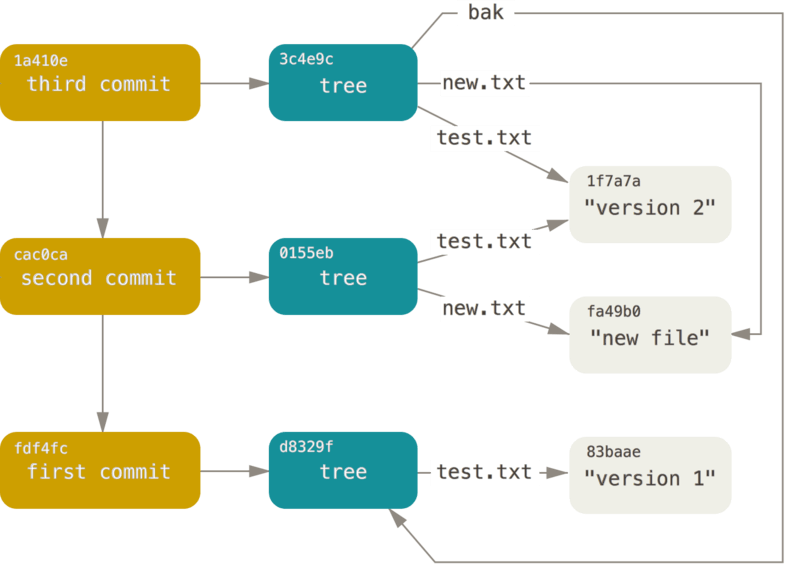 bak
1a410e
third commit
3c4e9c
tree
new.txt
test.txt
1f7a7a
"version 2"
cac0ca
second commit
0155eb
tree
test.txt
new.txt
fa49b0
"new file"
fdf4fc
first commit
d8329f
tree
test.txt
83baae
"version 1"